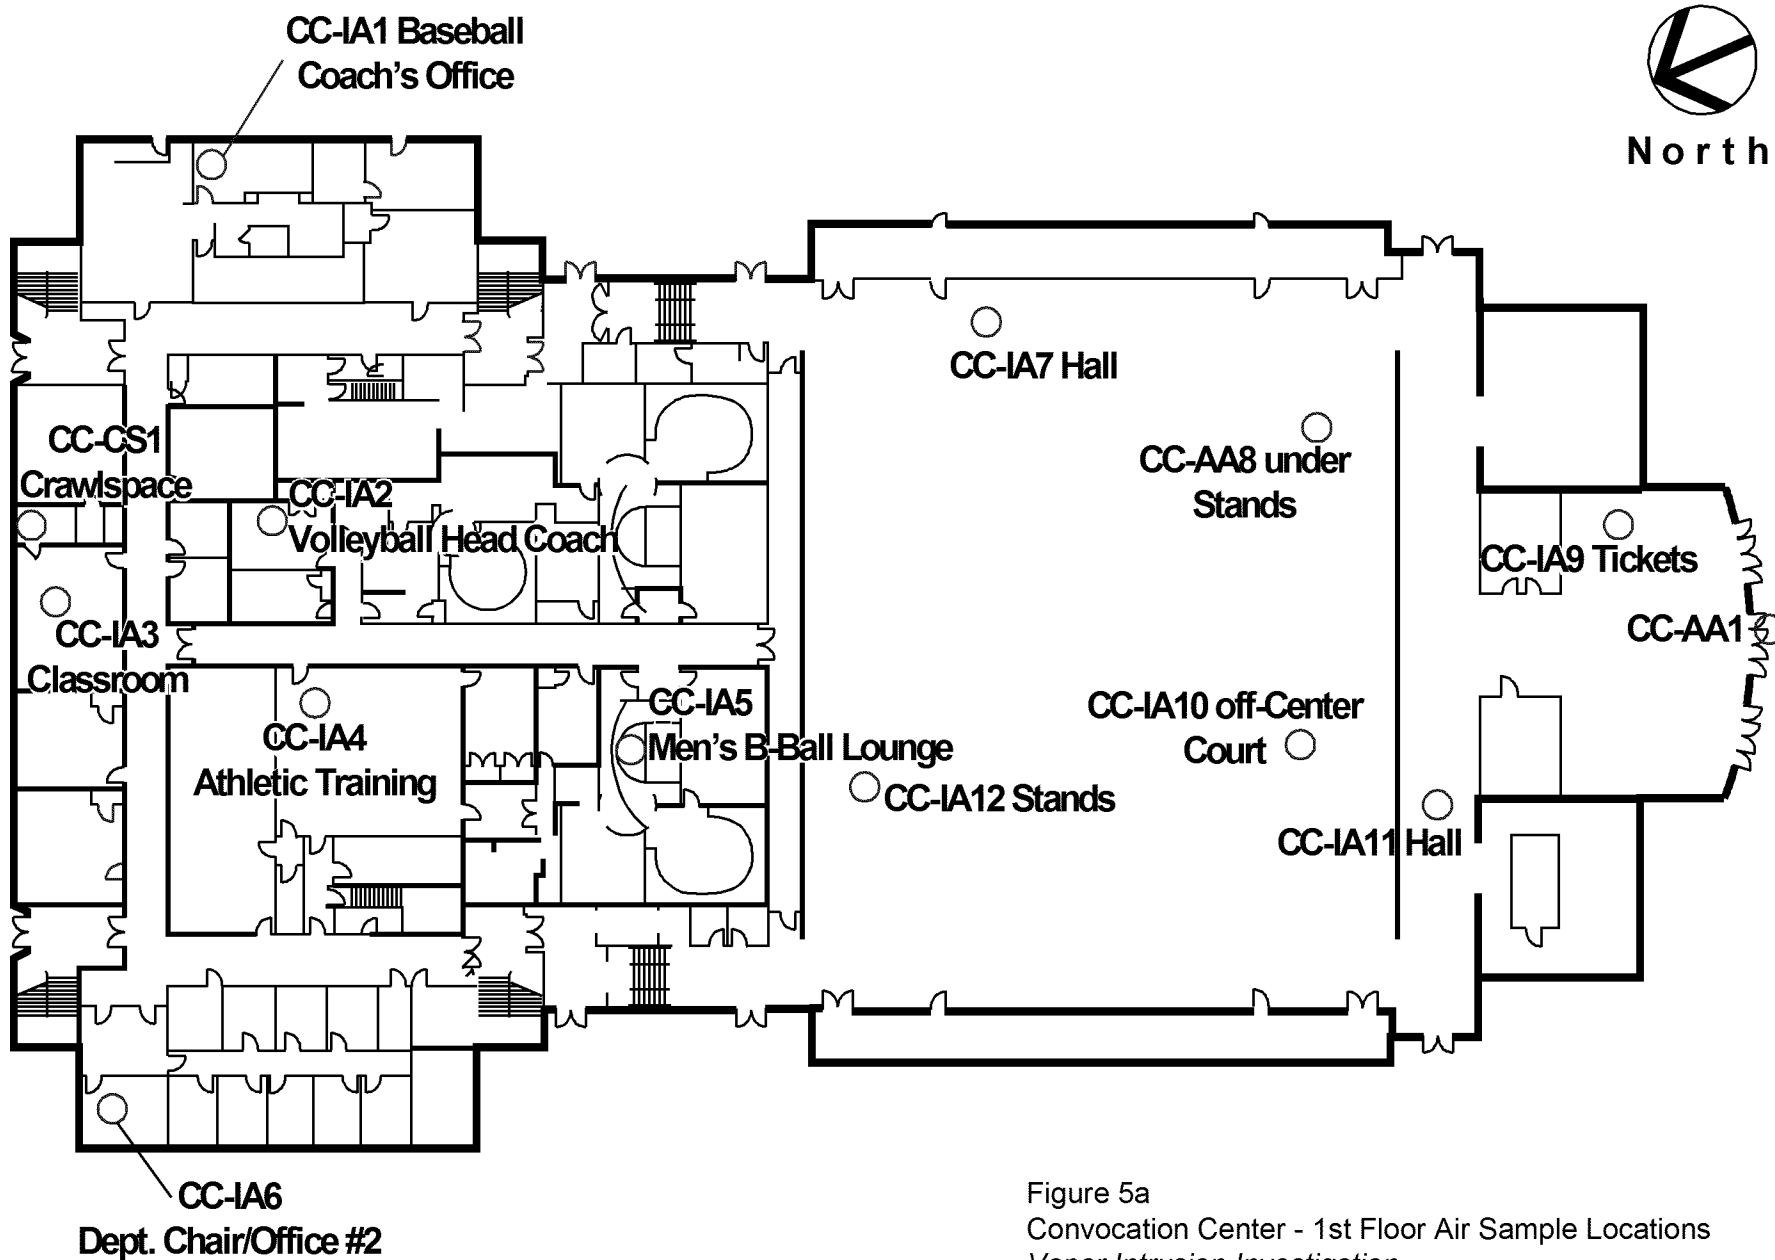 CC-IA1 Baseball
Coach's Office
North
CC-IA7 Hall
CC-CS1
Crawlspace
CC-AA8 under
Stands
CC-IA2
Volleyball Head Coach
CC-IA9 Tickets
CC-IA3
Classroom
CC-AA1
CC-IA4
Athletic Training
CC-IA5
Men's B-Ball Lounge
CC-IA10 off-Center
Court
CC-IA12 Stands
CC-IA11 Hall
CC-IA6
Dept. Chair/Office #2
Figure 5a
Convocation Center - 1st Floor Air Sample Locations
Vapor Intrusion Investigation